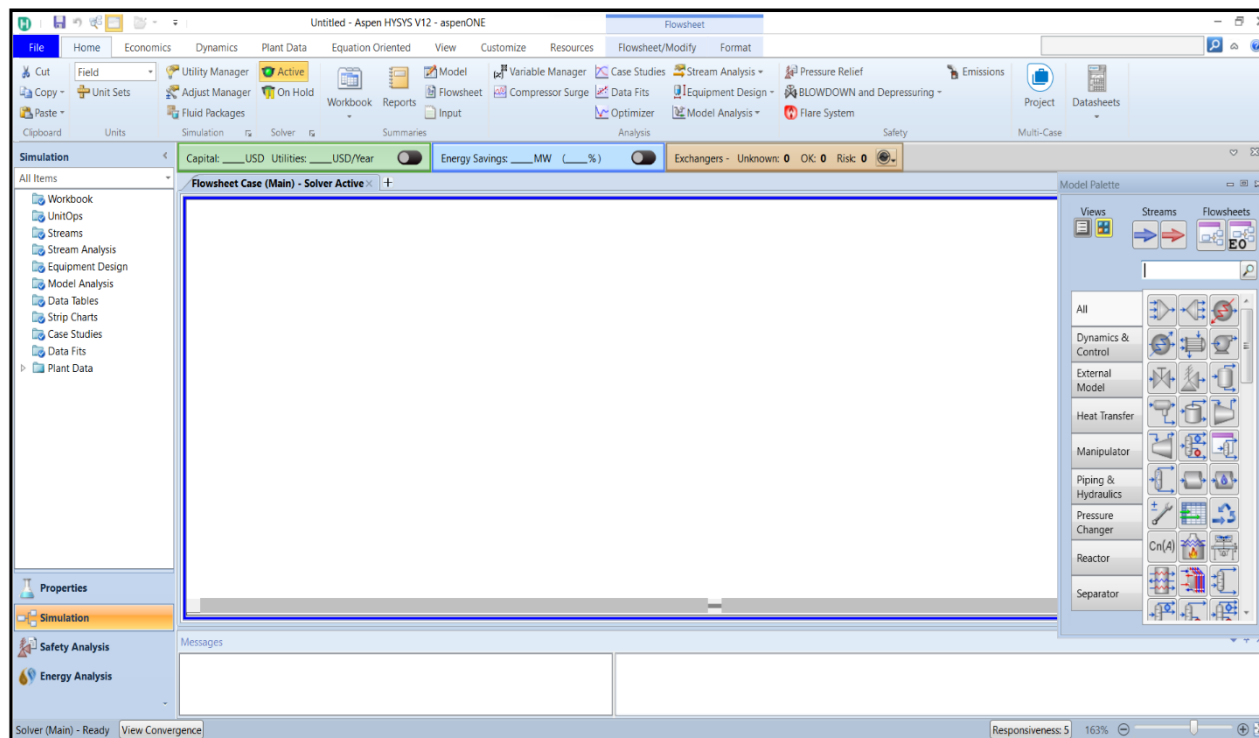 Untitled - Aspen HYSYS V12 - aspenONE
Flowsheet
File Home Economics Dynamics Plant Data Equation Oriented View Customize Resources Flowsheet/Modify Format
Cut Field Utility Manager Active Model Variable Manager Case Studies Stream Analysis Pressure Relief Emissions
Copy Unit Sets Adjust Manager On Hold Workbook Reports Flowsheet Compressor Surge Data Fits Equipment Design BLOWDOWN and Depressuring Project Datasheets
Paste Fluid Packages Input Optimizer Model Analysis Flare System
Clipboard Units Simulation Solver Summaries Analysis Safety Multi-Case
Simulation
Capital: ____USD Utilities: ____USD/Year
Energy Savings: ____MW (____%)
Exchangers - Unknown: 0 OK: 0 Risk: 0
All Items
Flowsheet Case (Main) - Solver Active
Workbook
UnitOps
Streams
Stream Analysis
Equipment Design
Model Analysis
Data Tables
Strip Charts
Case Studies
Data Fits
Plant Data
Properties
Simulation
Safety Analysis
Energy Analysis
Model Palette
Views Streams Flowsheets
EO
All
Dynamics &
Control
External
Model
Heat Transfer
Manipulator
Piping &
Hydraulics
Pressure
Changer
Reactor
Separator
Cn(A)
Messages
Solver (Main) - Ready View Convergence Responsiveness: 5 163%